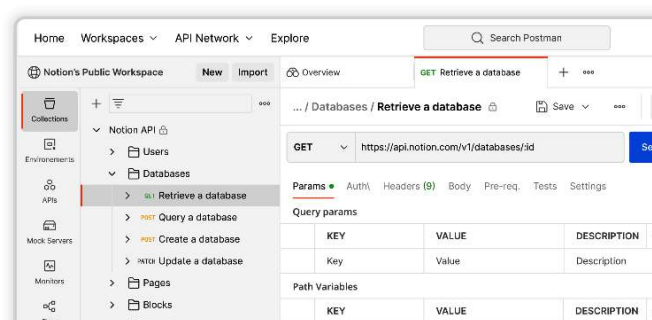 Home Workspaces API Network Explore Search Postman
Notion's Public Workspace New Import Overview GET Retrieve a database
Collections
Environements
APIs
Mock Servers
Monitors
Notion API
Users
Databases
GET Retrieve a database
POST Query a database
POST Create a database
PATCH Update a database
Pages
Blocks
... / Databases / Retrieve a database Save
GET https://api.notion.com/v1/databases/:id Se
Params Auth\ Headers (9) Body Pre-req. Tests Settings
Query params
KEY VALUE DESCRIPTION
Key Value Description
Path Variables
KEY VALUE DESCRIPTION